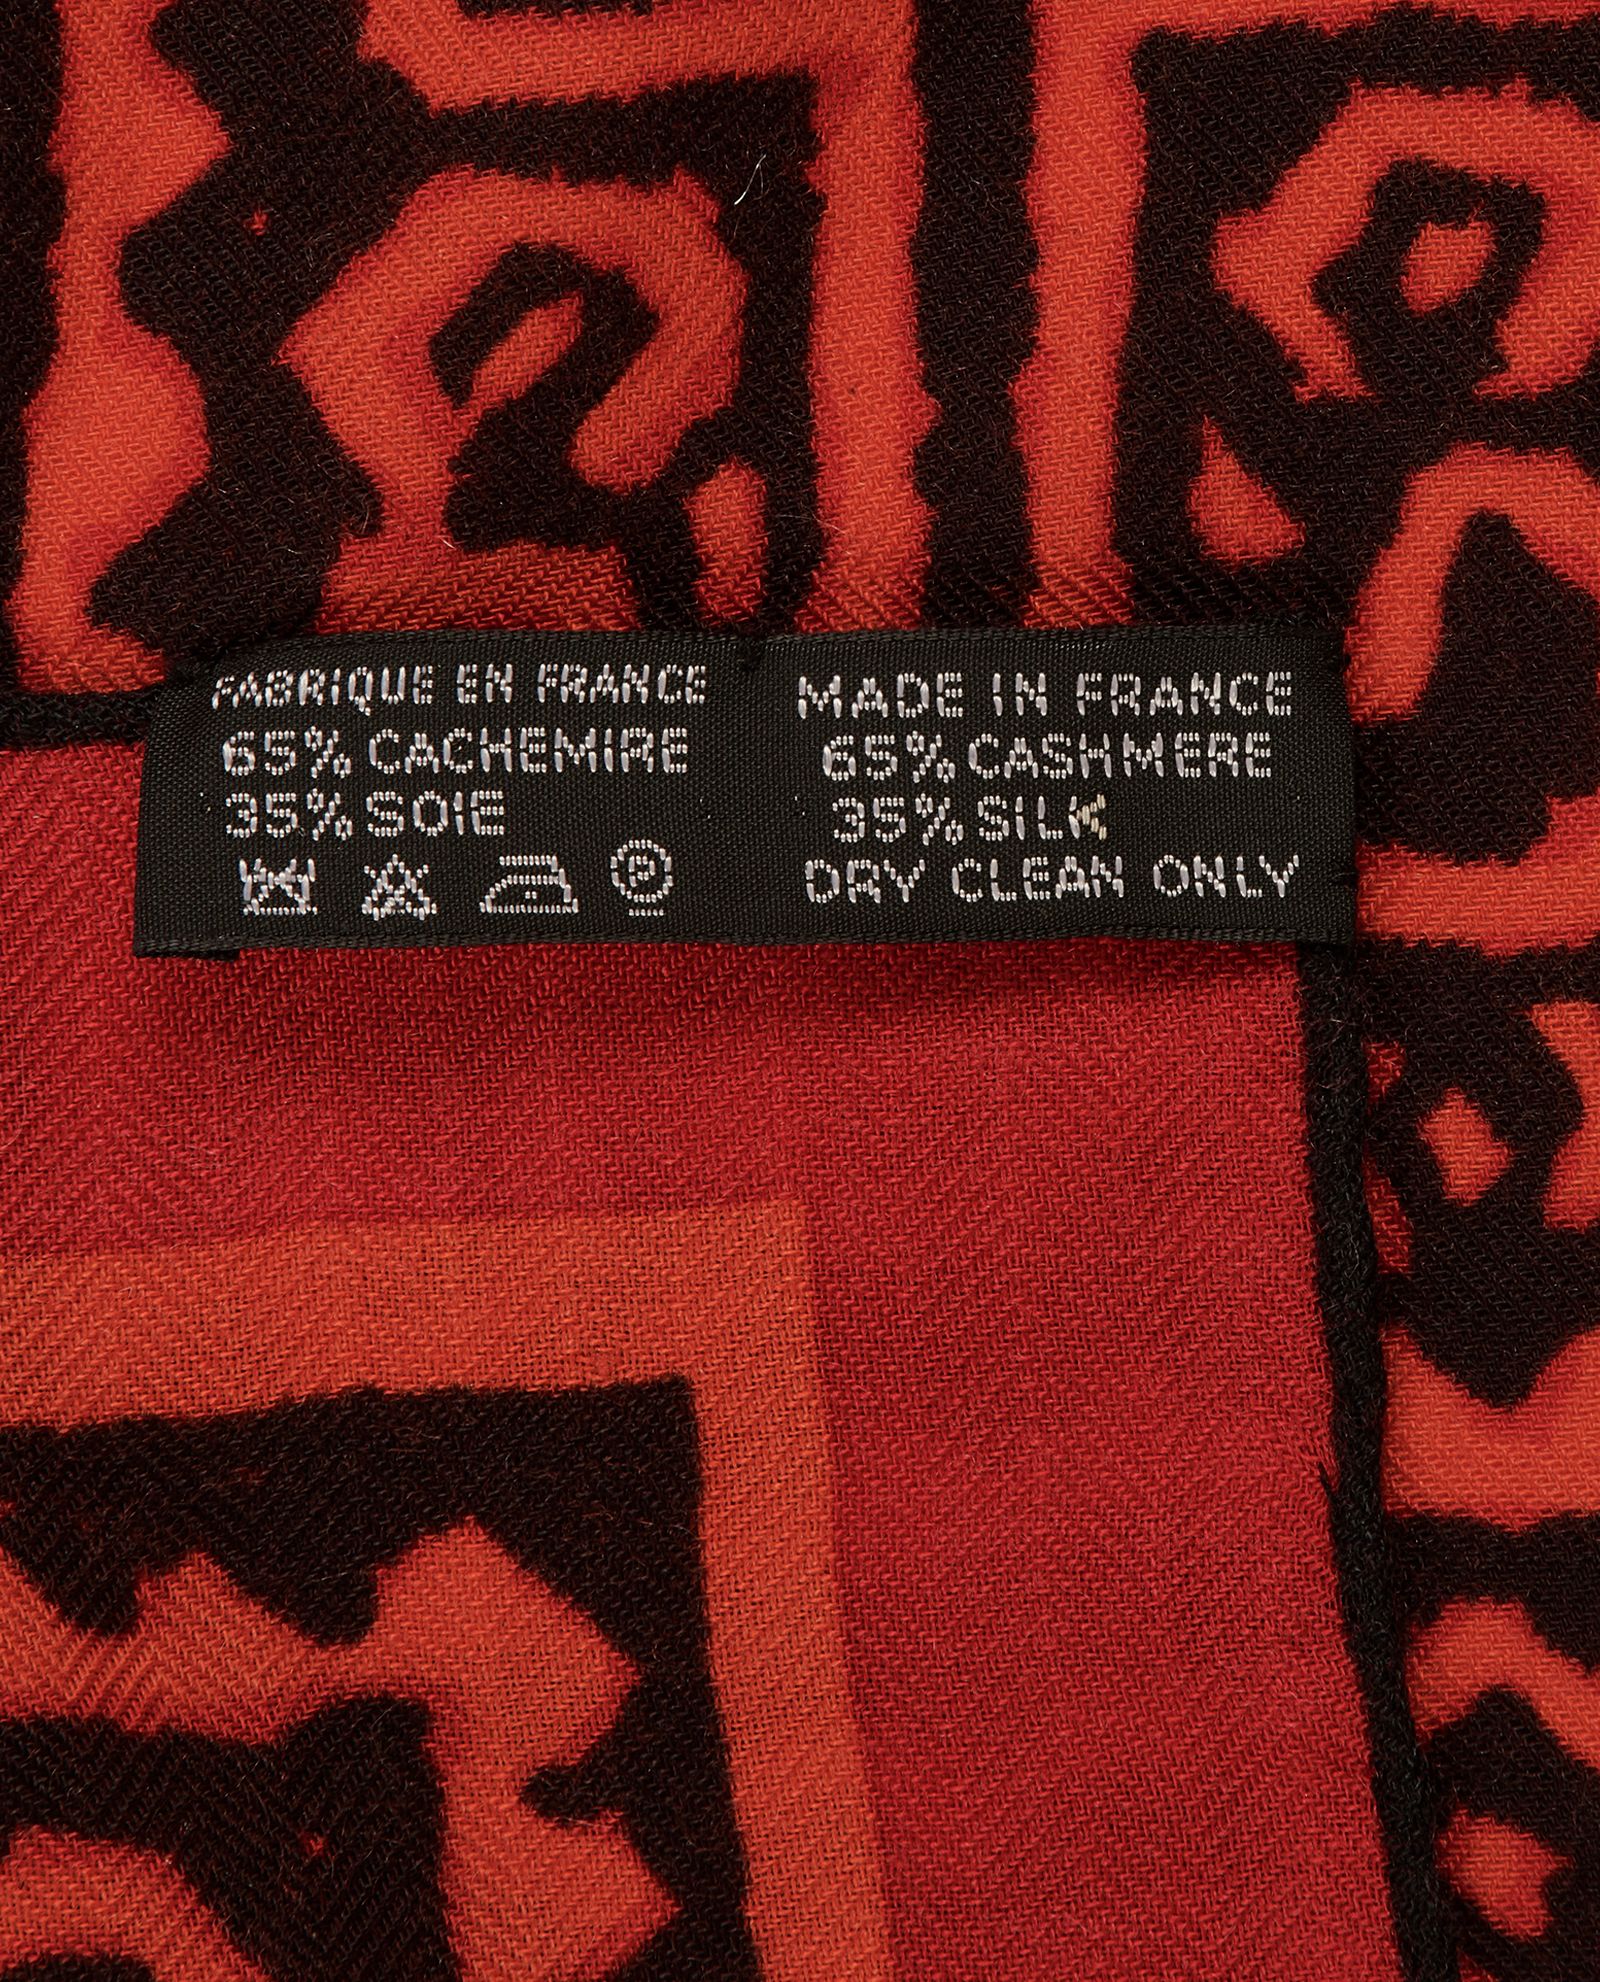 FABRIQUE EN FRANCE
65% CACHEMIRE
35% SOIE
P
MADE IN FRANCE
65% CASHMERE
35% SILK
DRY CLEAN ONLY